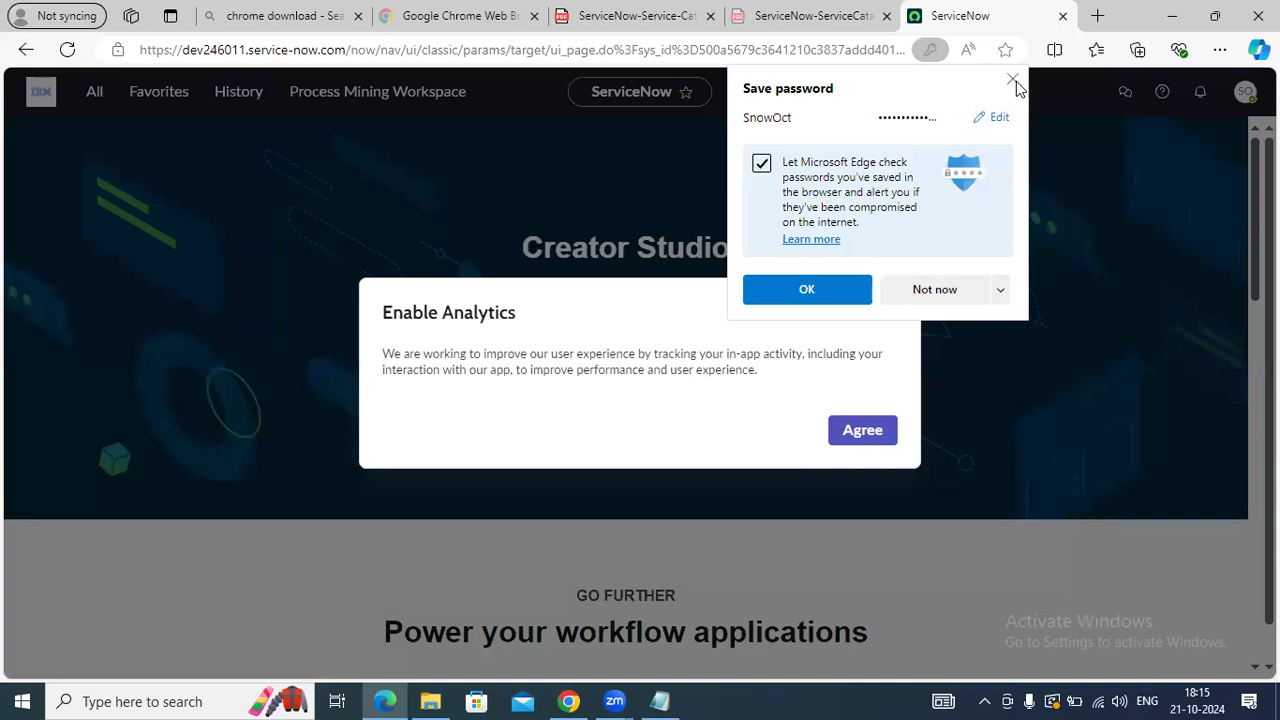 Not syncing
chrome download - Sea
Google Chrome Web Br
ServiceNow-Service-Cat
ServiceNow-ServiceCata
ServiceNow
https://dev246011.service-now.com/now/nav/ui/classic/params/target/ui_page.do%3Fsys_id%3D500a5679c3641210c3837addd401...
IBM
All
Favorites
History
Process Mining Workspace
ServiceNow
SO
Save password
SnowOct
Edit
Let Microsoft Edge check
passwords you've saved in
the browser and alert you if
they've been compromised
on the internet.
Learn more
OK
Not now
Creator Studio
Enable Analytics
We are working to improve our user experience by tracking your in-app activity, including your
interaction with our app, to improve performance and user experience.
Agree
GO FURTHER
Power your workflow applications
Activate Windows
Go to Settings to activate Windows.
Type here to search
zm
ENG
18:15
21-10-2024